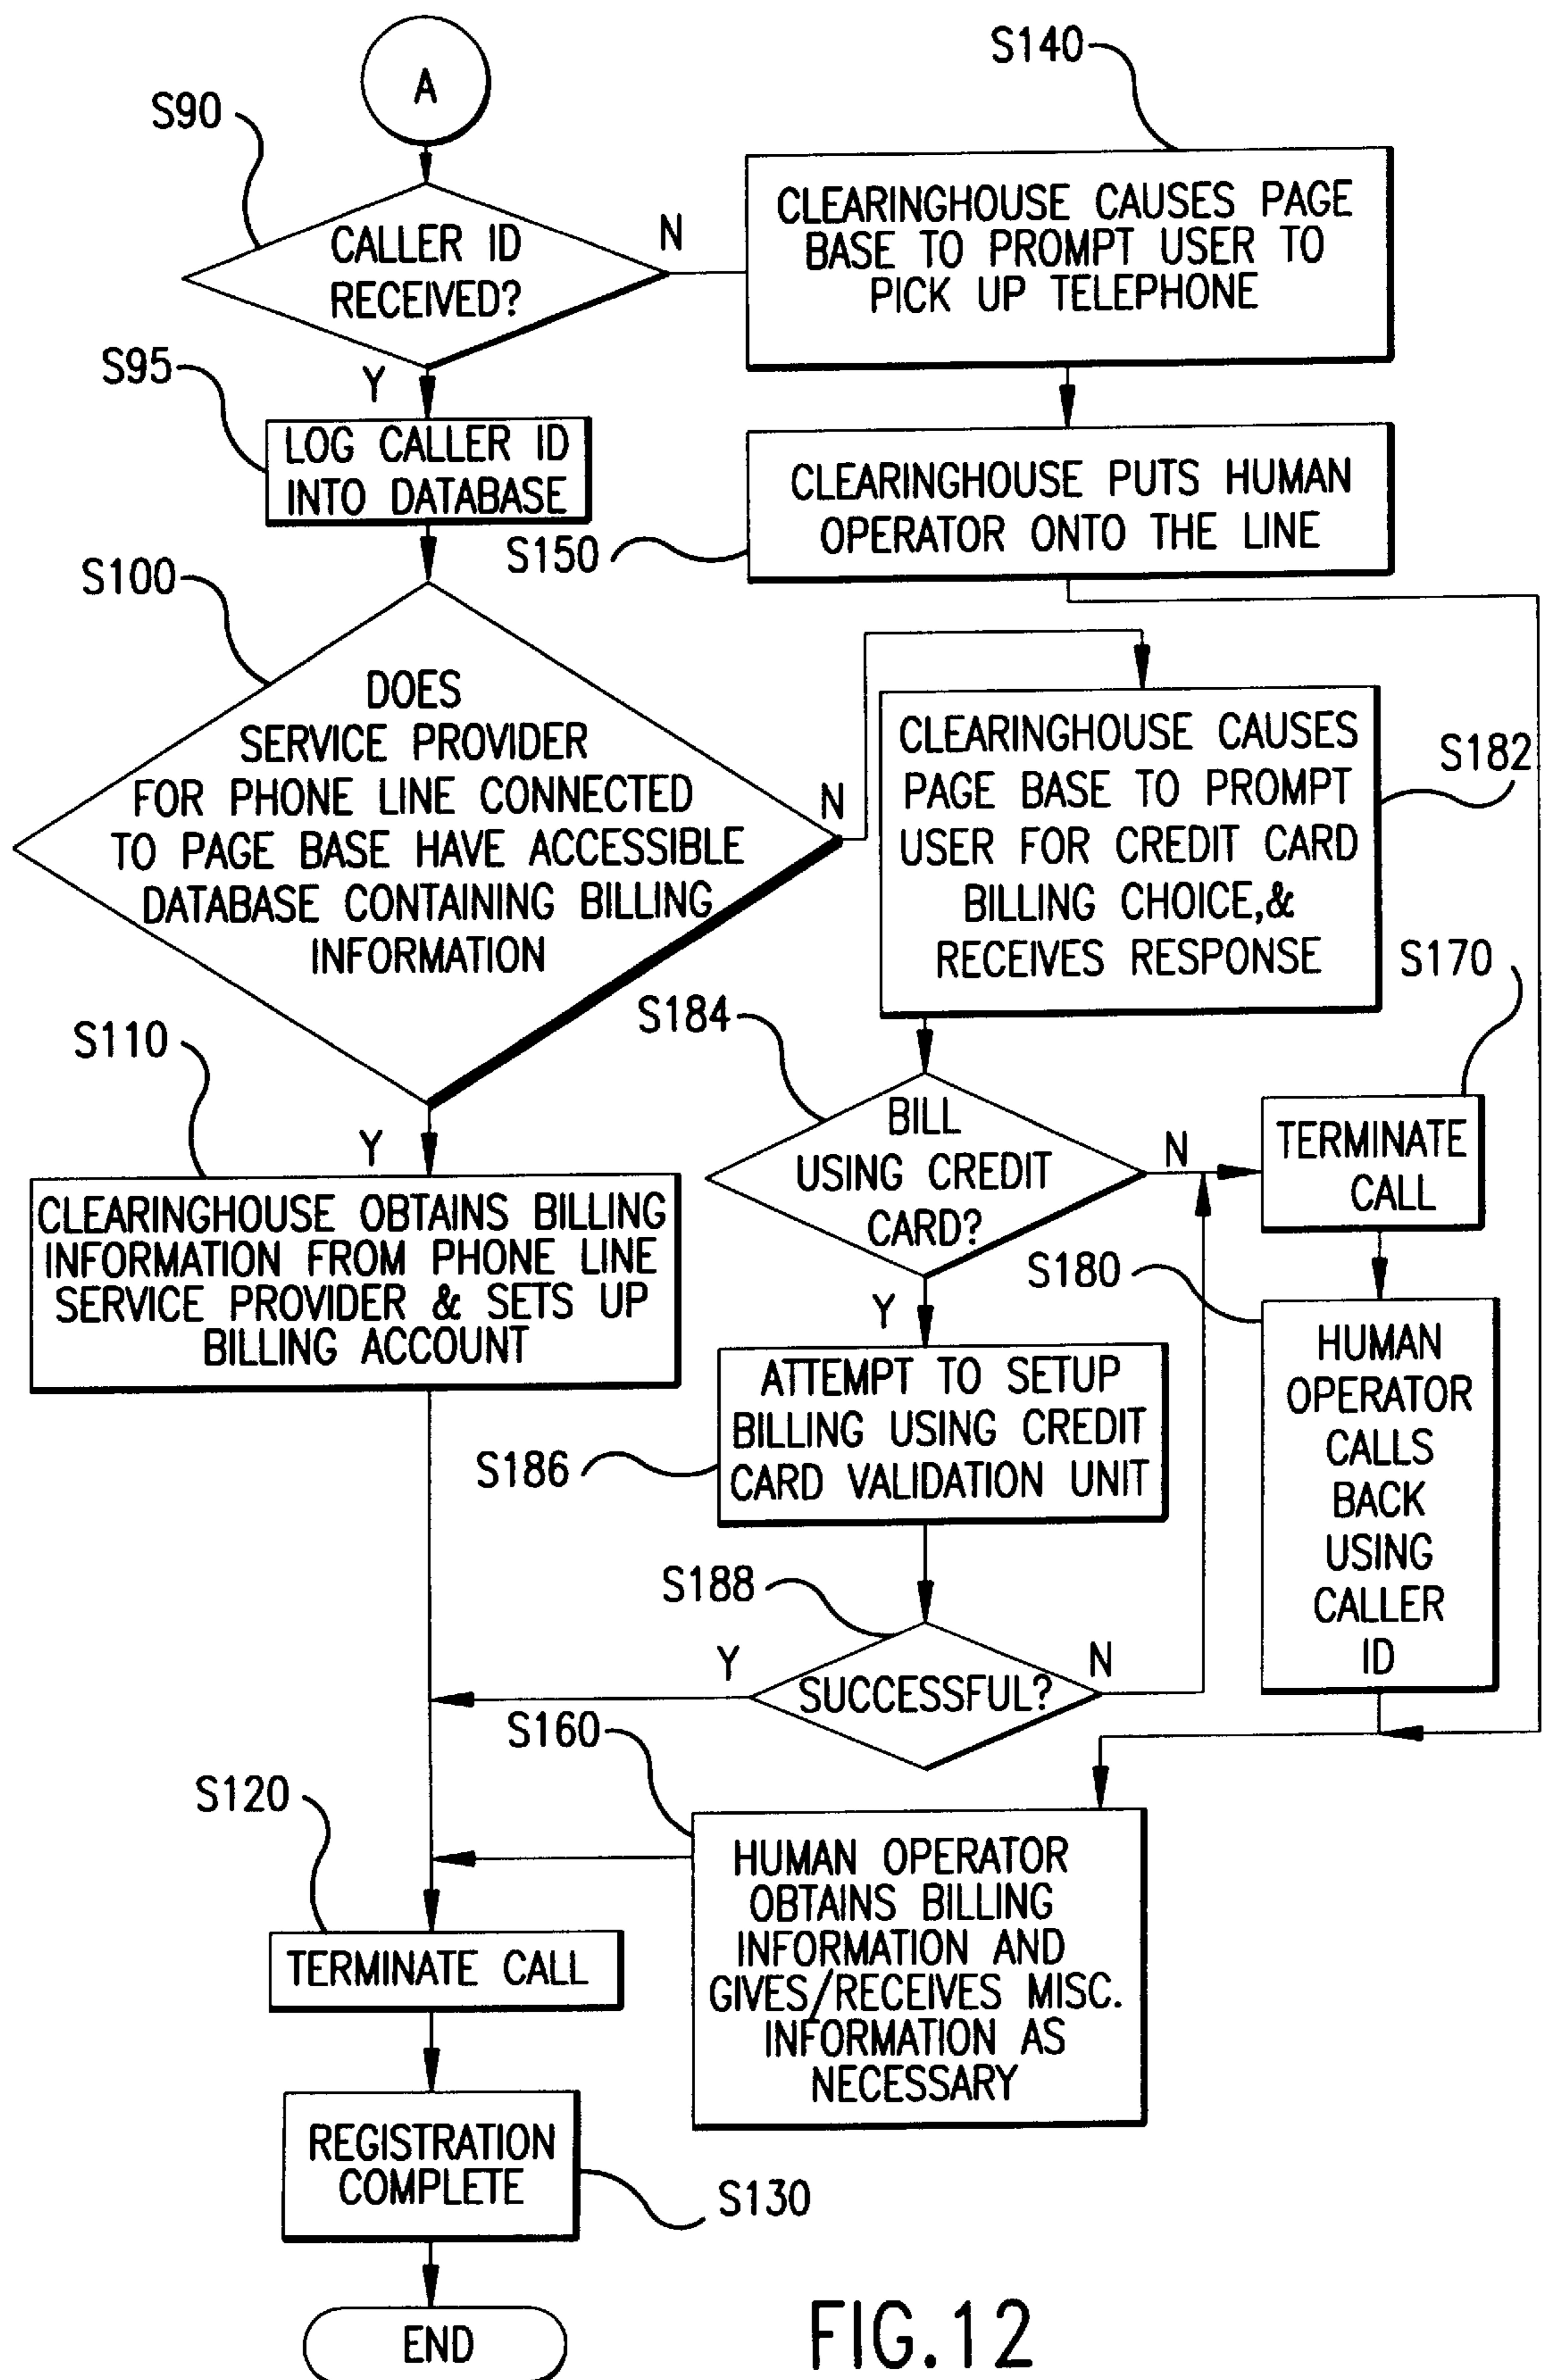 A
S90
CALLER ID
RECEIVED?
N
Y
S140
CLEARINGHOUSE CAUSES PAGE
BASE TO PROMPT USER TO
PICK UP TELEPHONE
S95
LOG CALLER ID
INTO DATABASE
S150
CLEARINGHOUSE PUTS HUMAN
OPERATOR ONTO THE LINE
S100
DOES
SERVICE PROVIDER
FOR PHONE LINE CONNECTED
TO PAGE BASE HAVE ACCESSIBLE
DATABASE CONTAINING BILLING
INFORMATION
N
Y
S182
CLEARINGHOUSE CAUSES
PAGE BASE TO PROMPT
USER FOR CREDIT CARD
BILLING CHOICE,&
RECEIVES RESPONSE
S110
CLEARINGHOUSE OBTAINS BILLING
INFORMATION FROM PHONE LINE
SERVICE PROVIDER & SETS UP
BILLING ACCOUNT
S184
BILL
USING CREDIT
CARD?
N
Y
S170
TERMINATE
CALL
S180
HUMAN
OPERATOR
CALLS
BACK
USING
CALLER
ID
S186
ATTEMPT TO SETUP
BILLING USING CREDIT
CARD VALIDATION UNIT
S188
SUCCESSFUL?
Y
N
S160
HUMAN OPERATOR
OBTAINS BILLING
INFORMATION AND
GIVES/RECEIVES MISC.
INFORMATION AS
NECESSARY
S120
TERMINATE CALL
REGISTRATION
COMPLETE
S130
END
FIG.12